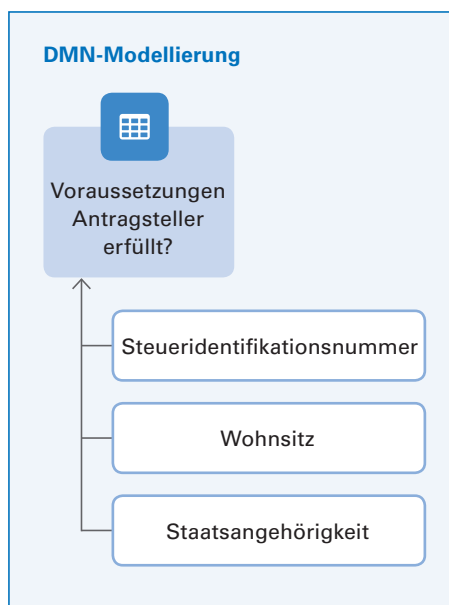 DMN-Modellierung
Voraussetzungen
Antragsteller
erfüllt?
Steueridentifikationsnummer
Wohnsitz
Staatsangehörigkeit